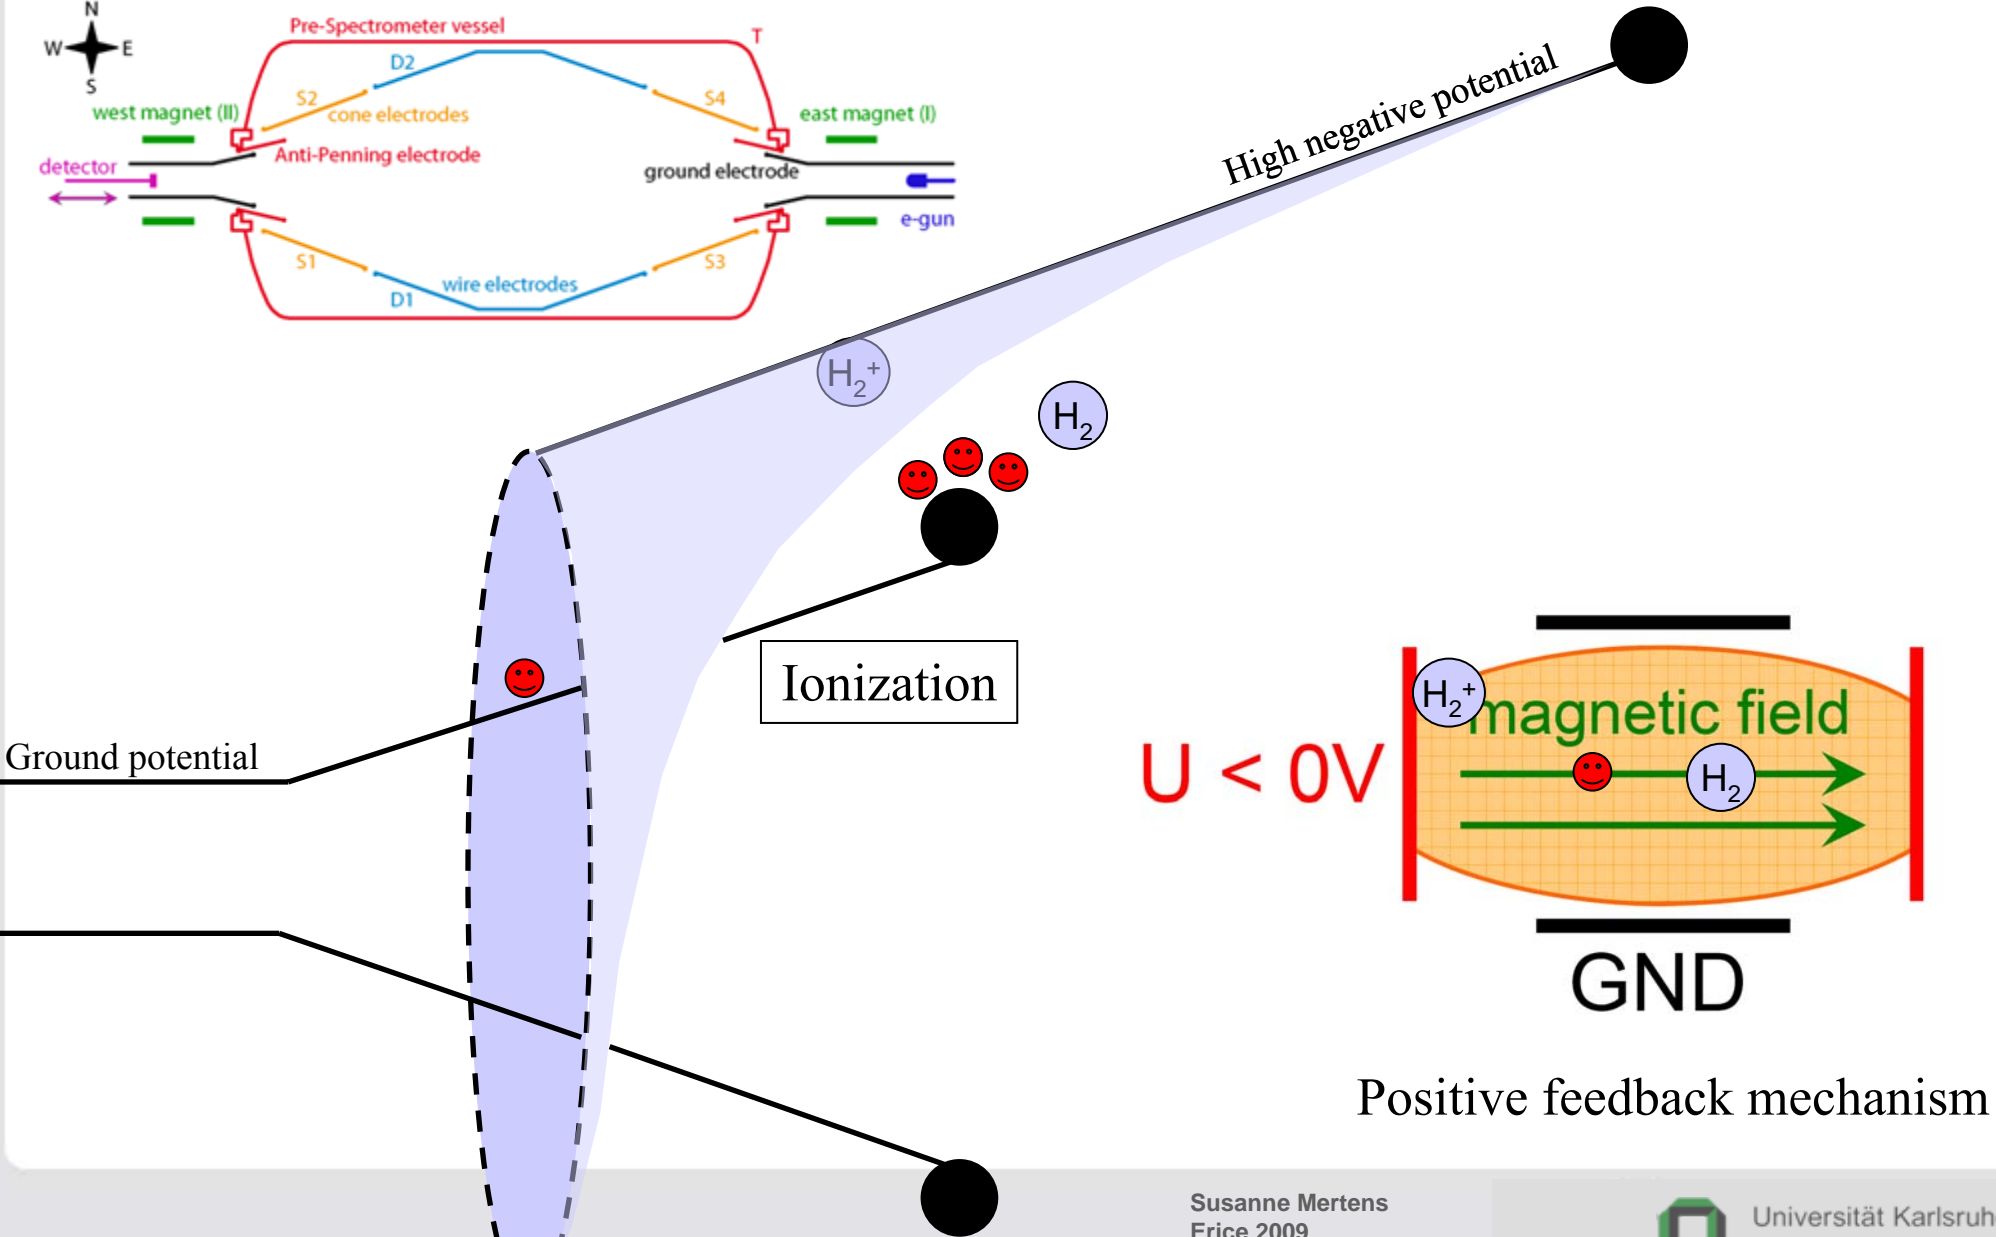 N
W E
S
Pre-Spectrometer vessel
T
D2
S2
S4
west magnet (II)
cone electrodes
east magnet (I)
Anti-Penning electrode
detector
ground electrode
e-gun
S1
S3
wire electrodes
D1
High negative potential
H2+
H2
Ionization
Ground potential
H2+
magnetic field
U < 0V
H2
GND
Positive feedback mechanism
Susanne Mertens
Erice 2009
Universität